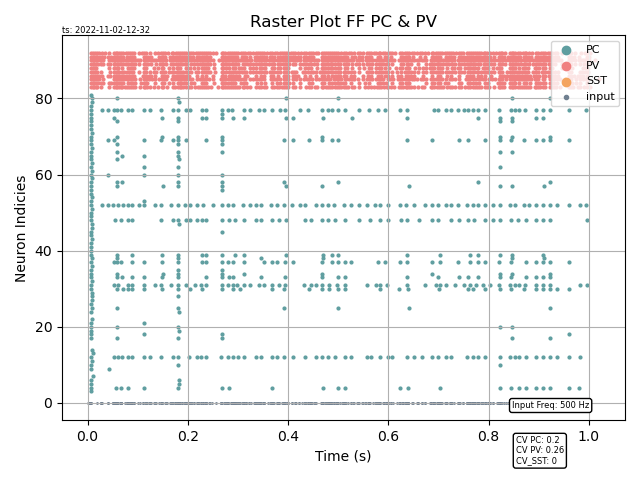 Raster Plot FF PC & PV
ts: 2022-11-02-12-32
PC
PV
SST
input
80
60
40
20
0
Neuron Indicies
Input Freq: 500 Hz
0.0 0.2 0.4 0.6 0.8 1.0
Time (s)
CV PC: 0.2
CV PV: 0.26
CV_SST: 0